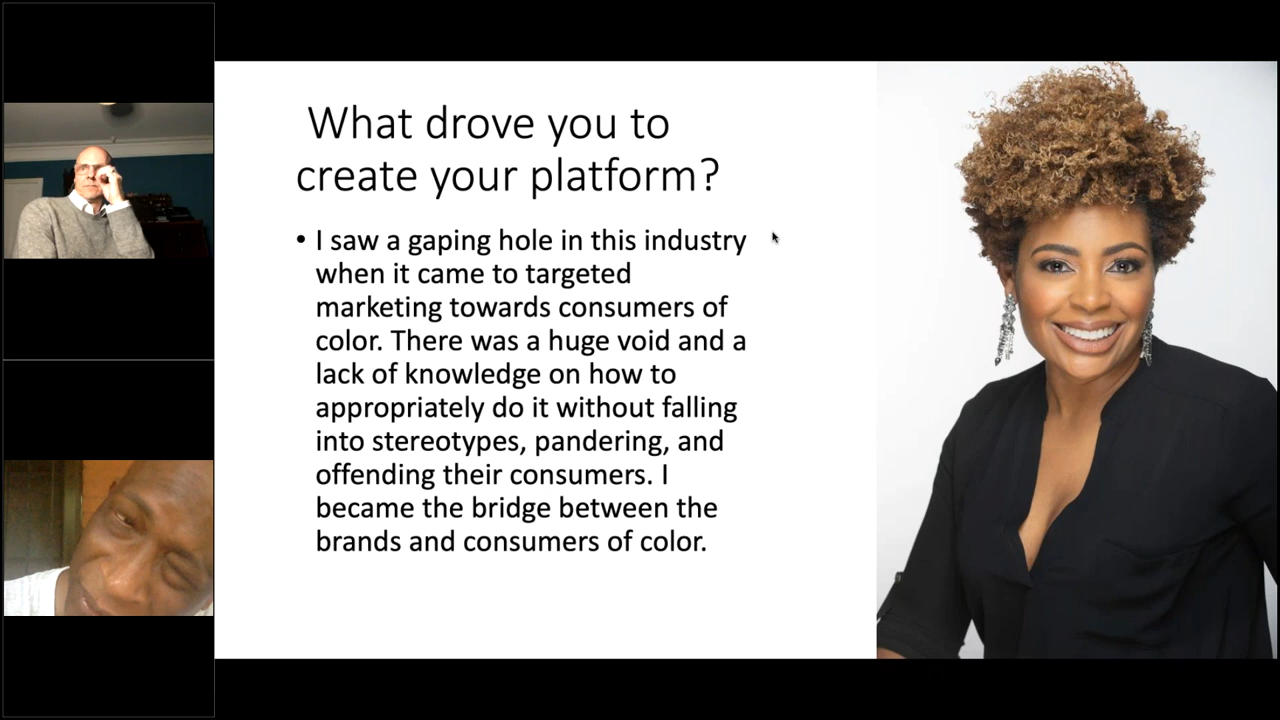 What drove you to
create your platform?
• I saw a gaping hole in this industry
when it came to targeted
marketing towards consumers of
color. There was a huge void and a
lack of knowledge on how to
appropriately do it without falling
into stereotypes, pandering, and
offending their consumers. I
became the bridge between the
brands and consumers of color.